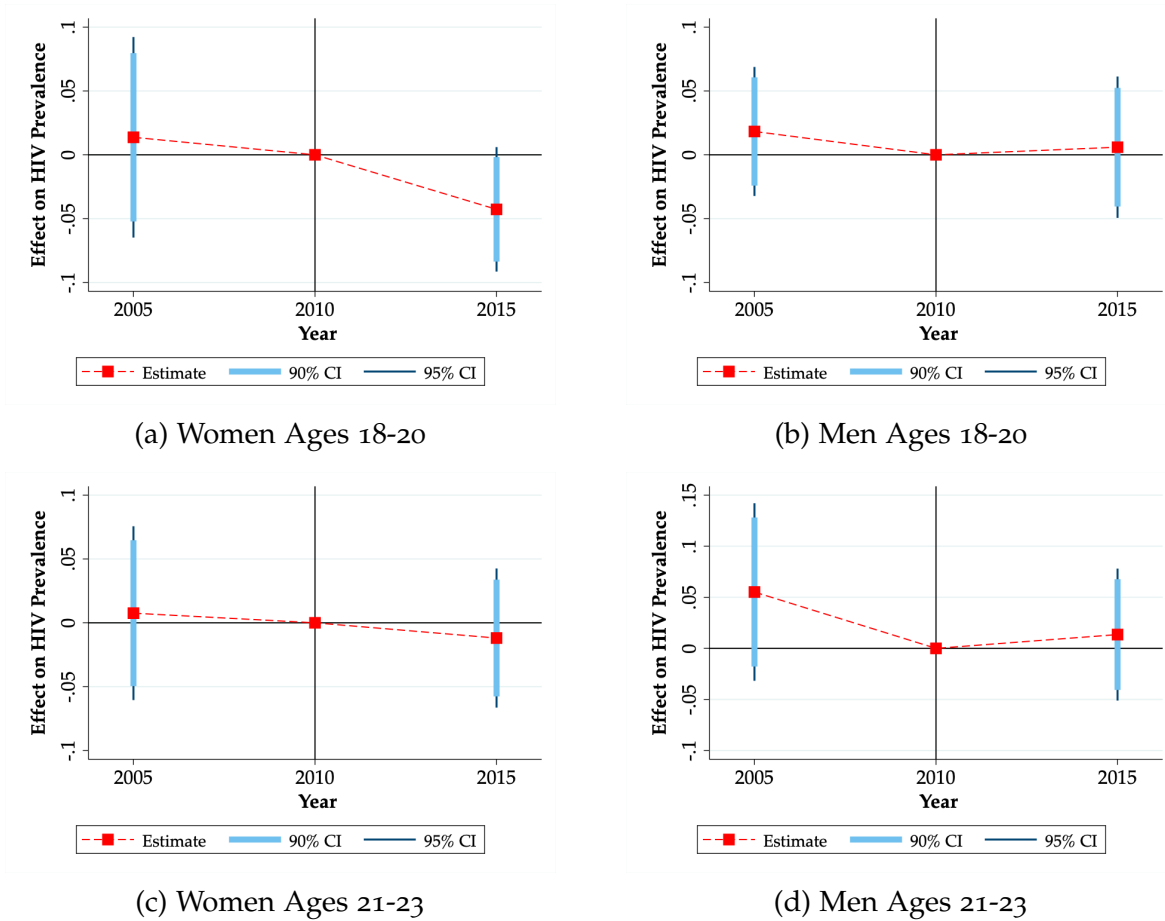 Effect on HIV Prevalence
.1
.05
0
-.05
-.1
2005 2010 2015
Year
Estimate 90% CI 95% CI
(a) Women Ages 18-20
Effect on HIV Prevalence
.1
.05
0
-.05
-.1
2005 2010 2015
Year
Estimate 90% CI 95% CI
(b) Men Ages 18-20
Effect on HIV Prevalence
.1
.05
0
-.05
-.1
2005 2010 2015
Year
Estimate 90% CI 95% CI
(c) Women Ages 21-23
Effect on HIV Prevalence
.15
.1
.05
0
-.05
-.1
2005 2010 2015
Year
Estimate 90% CI 95% CI
(d) Men Ages 21-23